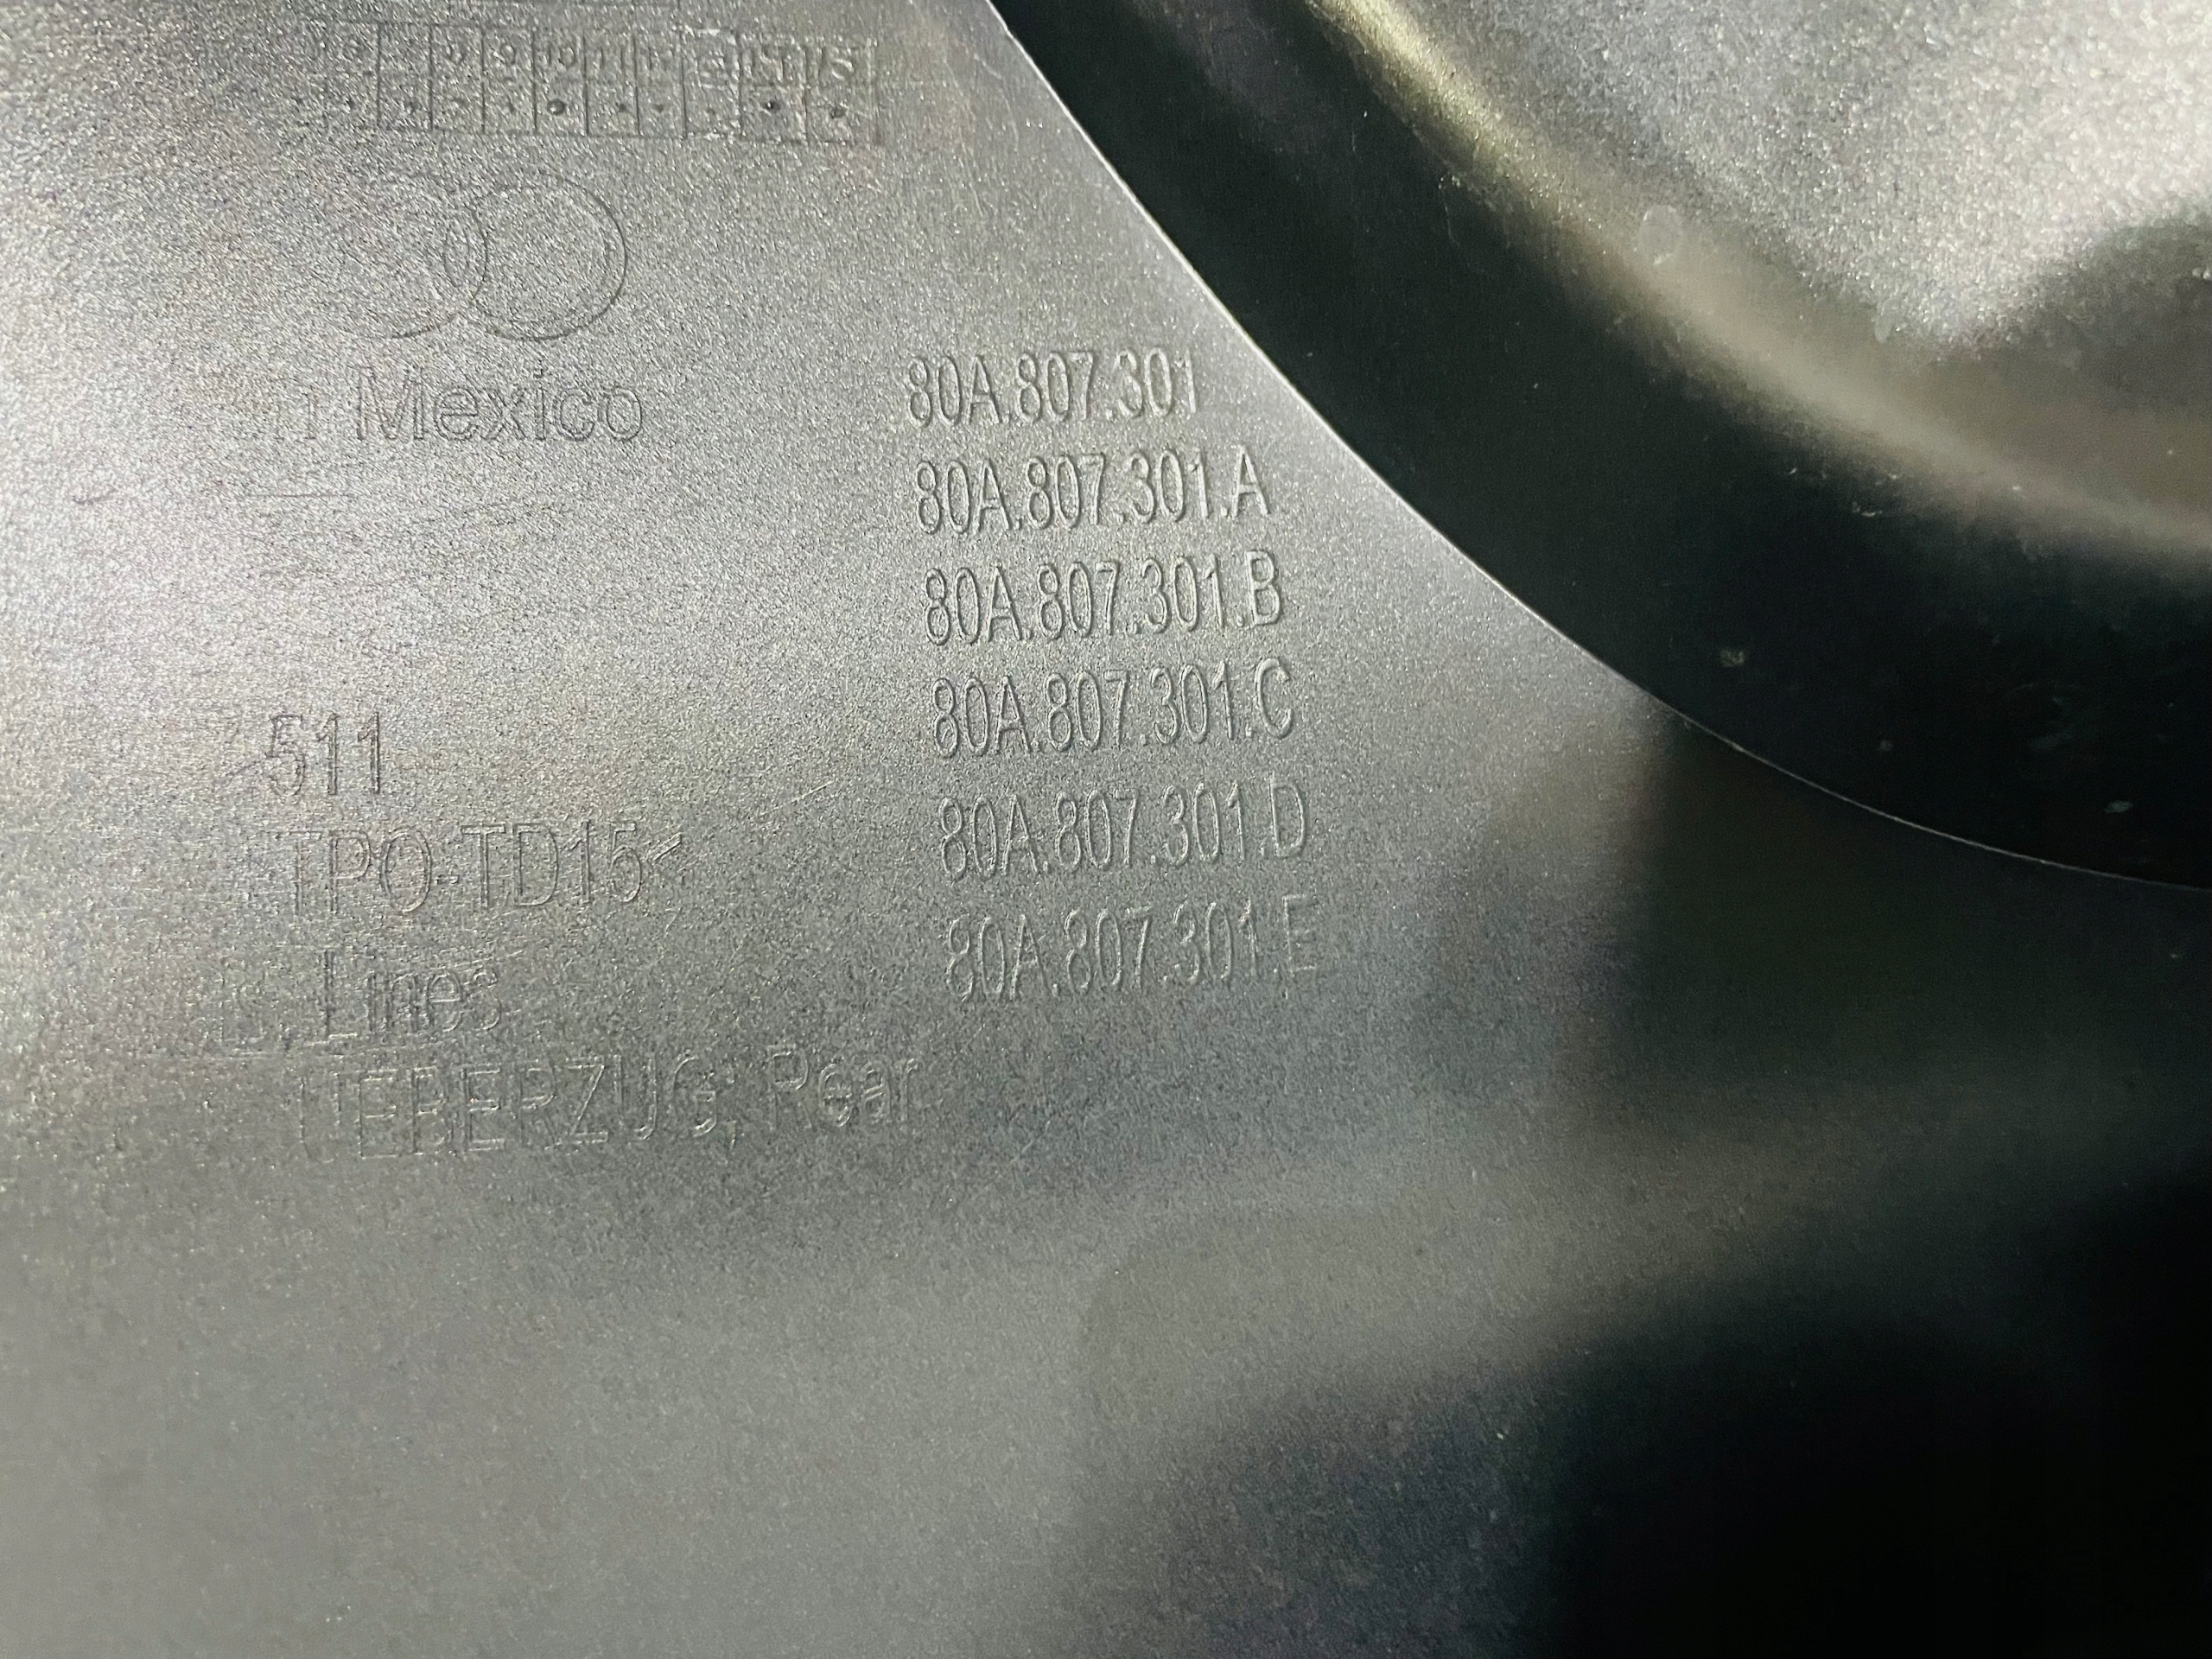 in Mexico
80A.807.301
80A.807.301.A
80A.807.301.B
80A.807.301.C
80A.807.301.D
80A.807.301.E
511
TPO-TD15<
Lines
UEBERZUG, Rear